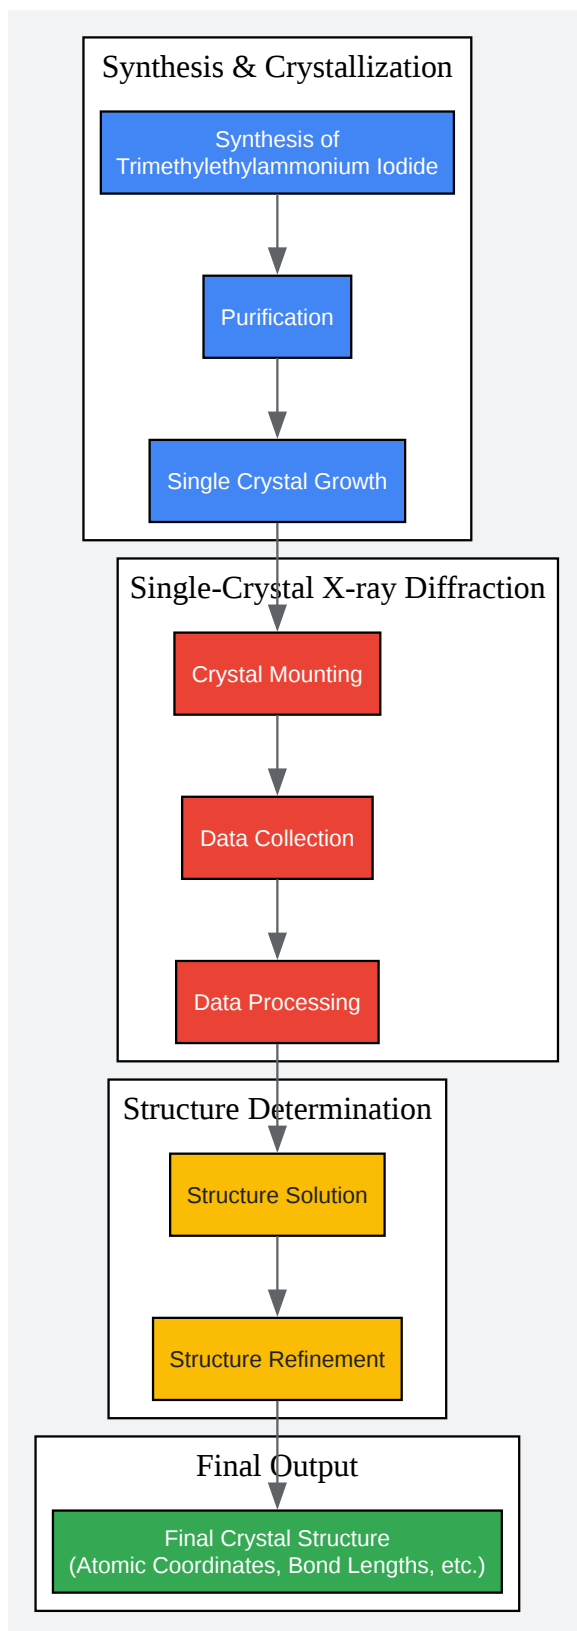 Synthesis & Crystallization
Synthesis of
Trimethylethylammonium Iodide
Purification
Single Crystal Growth
Single-Crystal X-ray Diffraction
Crystal Mounting
Data Collection
Data Processing
Structure Determination
Structure Solution
Structure Refinement
Final Output
Final Crystal Structure
(Atomic Coordinates, Bond Lengths, etc.)